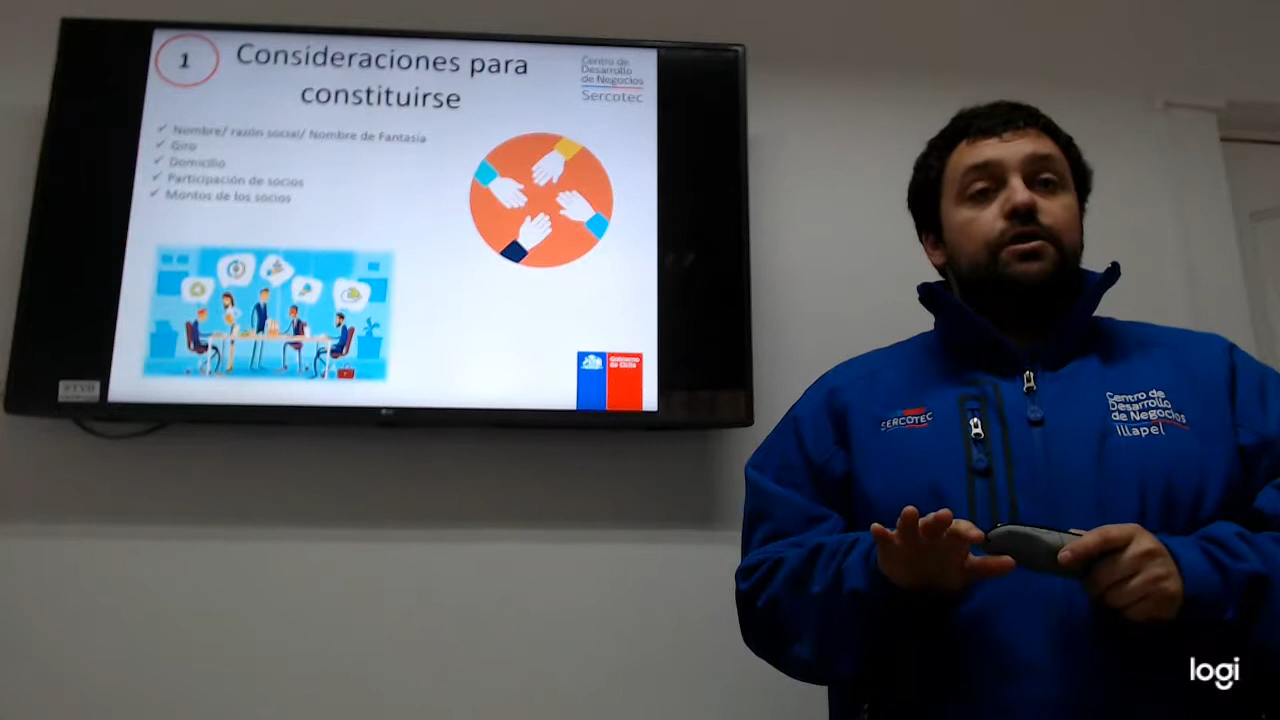 1
Consideraciones para
constituirse
Centro de
Desarrollo
de Negocios
Sercotec
✓ Nombre/ razón social/ Nombre de Fantasía
✓ Giro
✓ Domicilio
✓ Participación de socios
✓ Montos de los socios
Gobierno
de Chile
LG
SERCOTEC
Centro de
Desarrollo
de Negocios
Illapel
logi